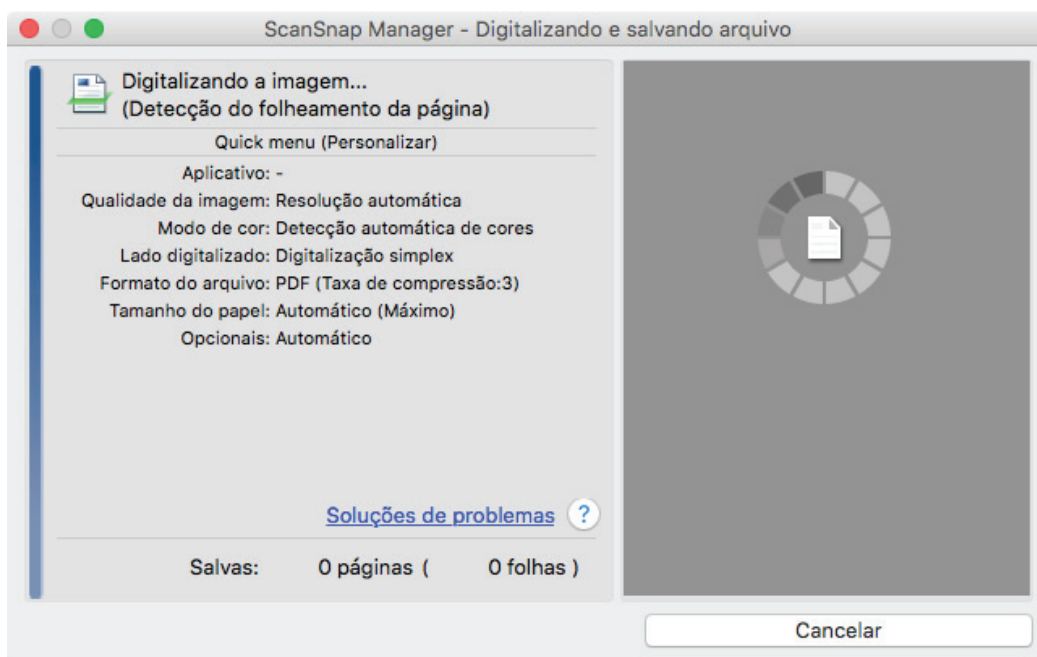 ScanSnap Manager - Digitalizando e salvando arquivo
Digitalizando a imagem...
(Detecção do folheamento da página)
Quick menu (Personalizar)
Aplicativo: -
Qualidade da imagem: Resolução automática
Modo de cor: Detecção automática de cores
Lado digitalizado: Digitalização simplex
Formato do arquivo: PDF (Taxa de compressão:3)
Tamanho do papel: Automático (Máximo)
Opcionais: Automático
Soluções de problemas ?
Salvas: 0 páginas ( 0 folhas )
Cancelar